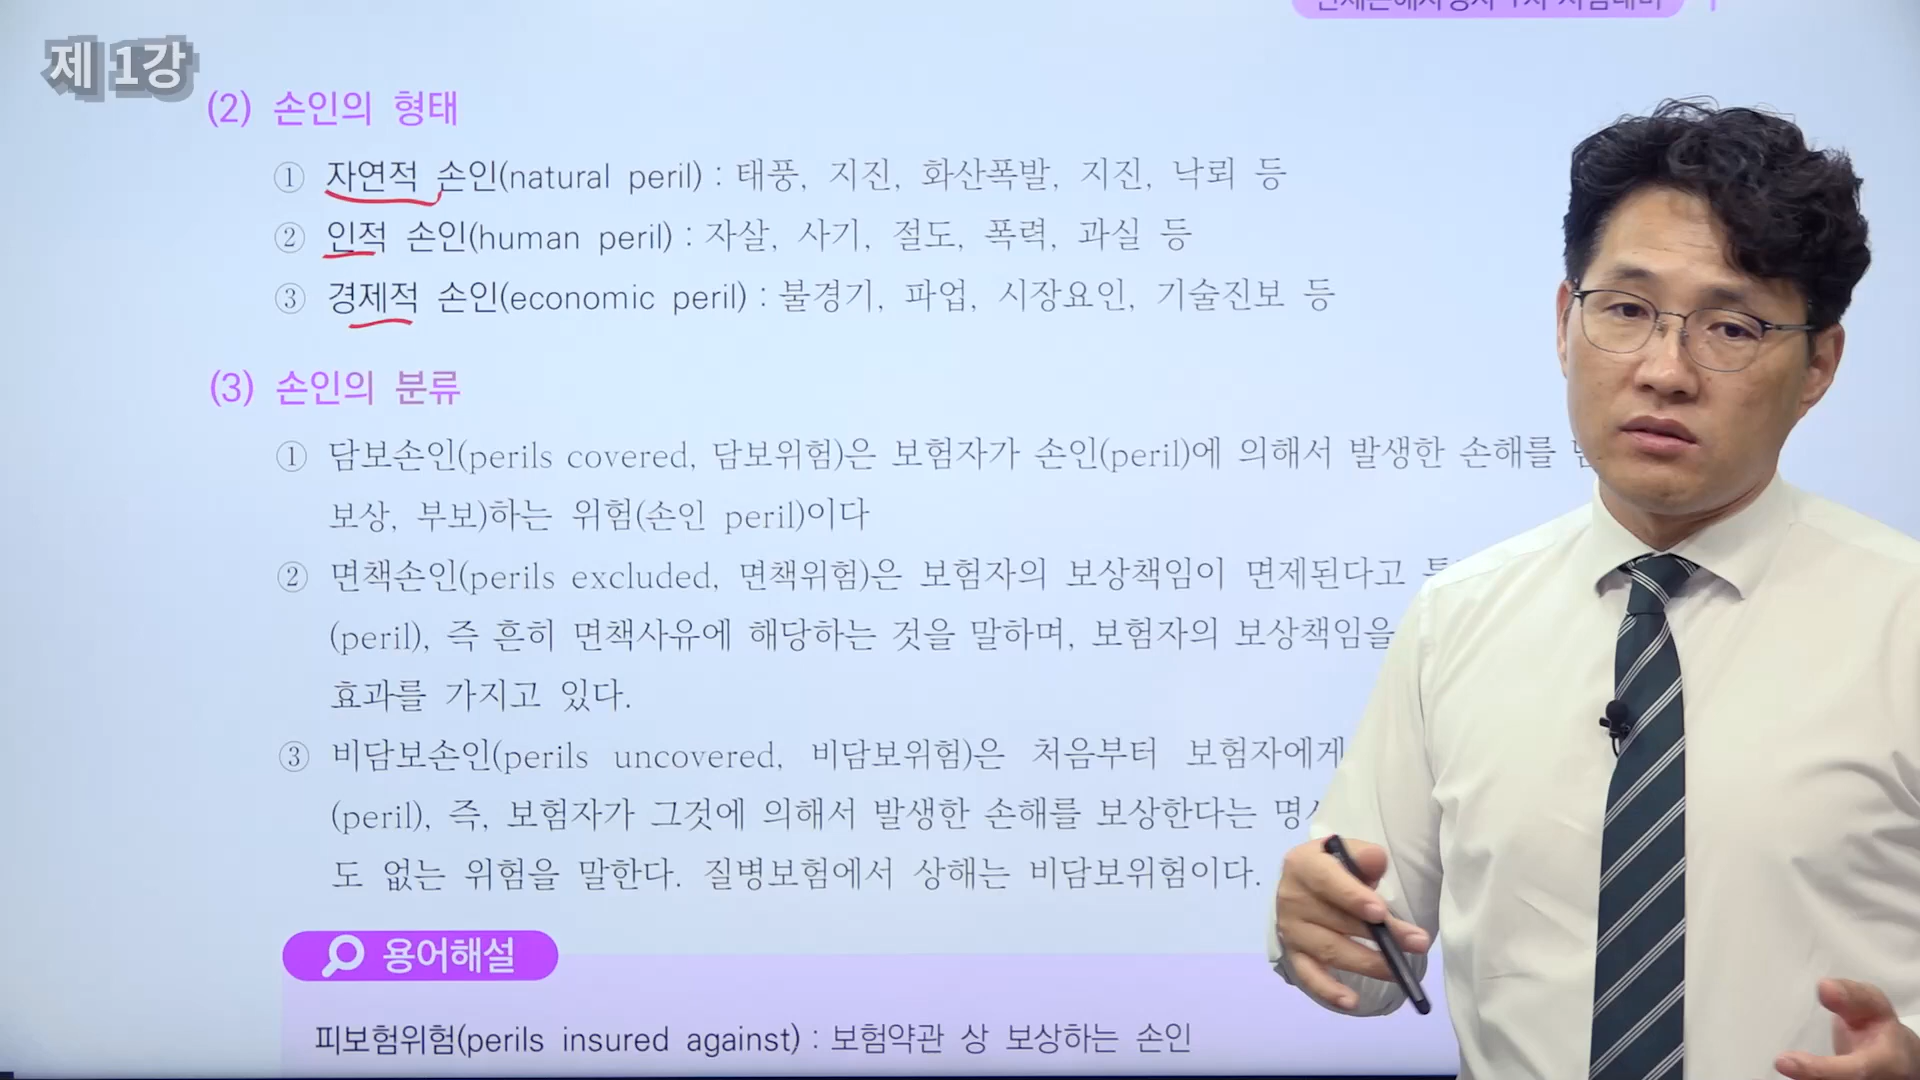 제 1강
(2) 손인의 형태
① 자연적 손인(natural peril) : 태풍, 지진, 화산폭발, 지진, 낙뢰 등
② 인적 손인(human peril) : 자살, 사기, 절도, 폭력, 과실 등
③ 경제적 손인(economic peril) : 불경기, 파업, 시장요인, 기술진보 등
(3) 손인의 분류
① 담보손인(perils covered, 담보위험)은 보험자가 손인(peril)에 의해서 발생한 손해를
보상, 부보)하는 위험(손인 peril)이다
② 면책손인(perils excluded, 면책위험)은 보험자의 보상책임이 면제된다고
(peril), 즉 흔히 면책사유에 해당하는 것을 말하며, 보험자의 보상책임을
효과를 가지고 있다.
③ 비담보손인(perils uncovered, 비담보위험)은 처음부터 보험자에게
(peril), 즉, 보험자가 그것에 의해서 발생한 손해를 보상한다는
도 없는 위험을 말한다. 질병보험에서 상해는 비담보위험이다.
용어해설
피보험위험(perils insured against) : 보험약관 상 보상하는 손인